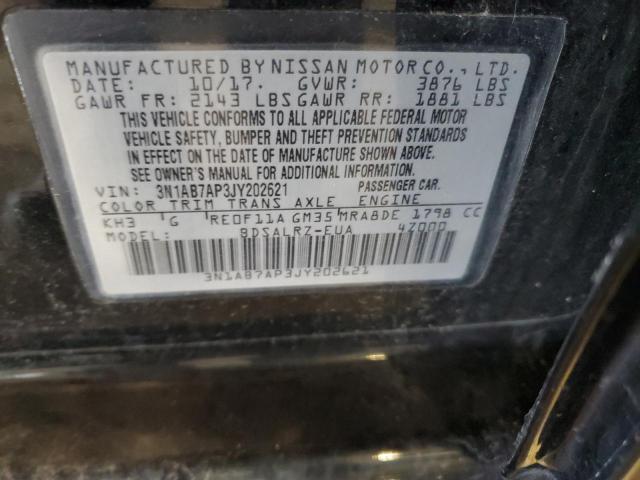 MANUFACTURED BY NISSAN MOTOR CO., LTD.
DATE: 10/17. GVWR: 3876 LBS
GAWR FR: 2143 LBS GAWR RR: 1881 LBS
THIS VEHICLE CONFORMS TO ALL APPLICABLE FEDERAL MOTOR
VEHICLE SAFETY, BUMPER AND THEFT PREVENTION STANDARDS
IN EFFECT ON THE DATE OF MANUFACTURE SHOWN ABOVE.
SEE OWNER'S MANUAL FOR ADDITIONAL INFORMATION.
VIN: 3N1AB7AP3JY202621 PASSENGER CAR.
COLOR TRIM TRANS AXLE ENGINE
KH3 G RE0F11A GM35 MRA8DE 1798 CC
MODEL: BDSALRZ-EUA 4Z000
3N1AB7AP3JY202621